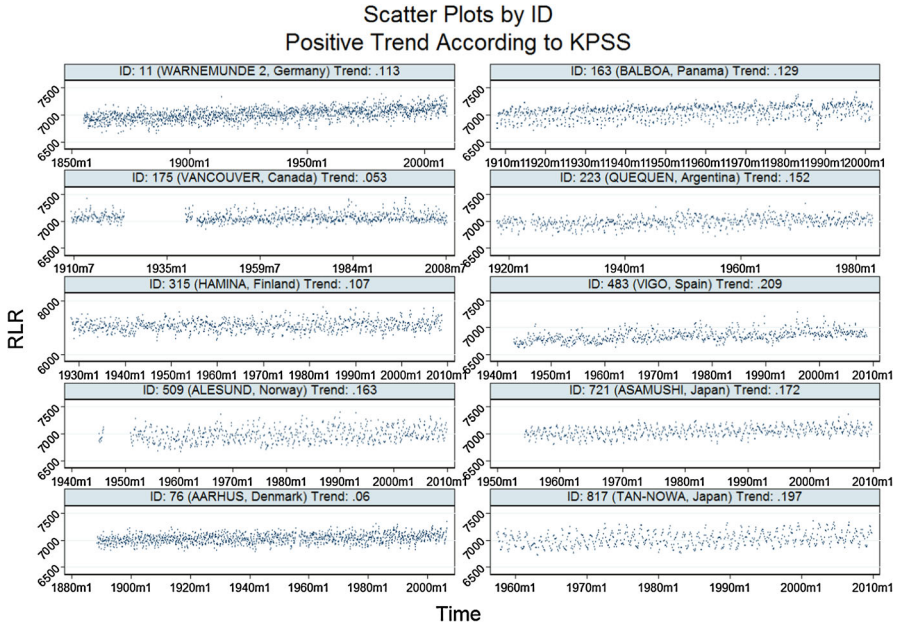 Scatter Plots by ID
Positive Trend According to KPSS
ID: 11 (WARNEMUNDE 2, Germany) Trend: .113
7500
7000
6500
1850m1 1900m1 1950m1 2000m1
ID: 163 (BALBOA, Panama) Trend: .129
7500
7000
6500
1910m11920m11930m11940m11950m11960m11970m11980m11990m12000m1
ID: 175 (VANCOUVER, Canada) Trend: .053
7500
7000
6500
1910m7 1935m1 1959m7 1984m1 2008m7
ID: 223 (QUEQUEN, Argentina) Trend: .152
7500
7000
6500
1920m1 1940m1 1960m1 1980m1
ID: 315 (HAMINA, Finland) Trend: .107
8000
6000
1930m1 1940m1 1950m1 1960m1 1970m1 1980m1 1990m1 2000m1 2010m1
ID: 483 (VIGO, Spain) Trend: .209
7500
7000
6500
1940m1 1950m1 1960m1 1970m1 1980m1 1990m1 2000m1 2010m1
ID: 509 (ALESUND, Norway) Trend: .163
7500
7000
6500
1940m1 1950m1 1960m1 1970m1 1980m1 1990m1 2000m1 2010m1
ID: 721 (ASAMUSHI, Japan) Trend: .172
7500
7000
6500
1950m1 1960m1 1970m1 1980m1 1990m1 2000m1 2010m1
ID: 76 (AARHUS, Denmark) Trend: .06
7500
7000
6500
1880m1 1900m1 1920m1 1940m1 1960m1 1980m1 2000m1
ID: 817 (TAN-NOWA, Japan) Trend: .197
7500
7000
6500
1960m1 1970m1 1980m1 1990m1 2000m1 2010m1
RLR
Time